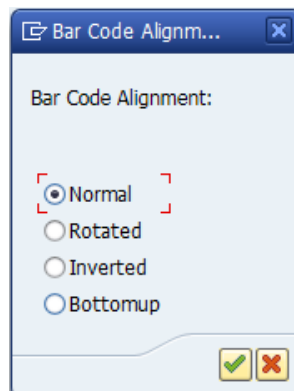 Bar Code Alignm...
Bar Code Alignment:
Normal
Rotated
Inverted
Bottomup